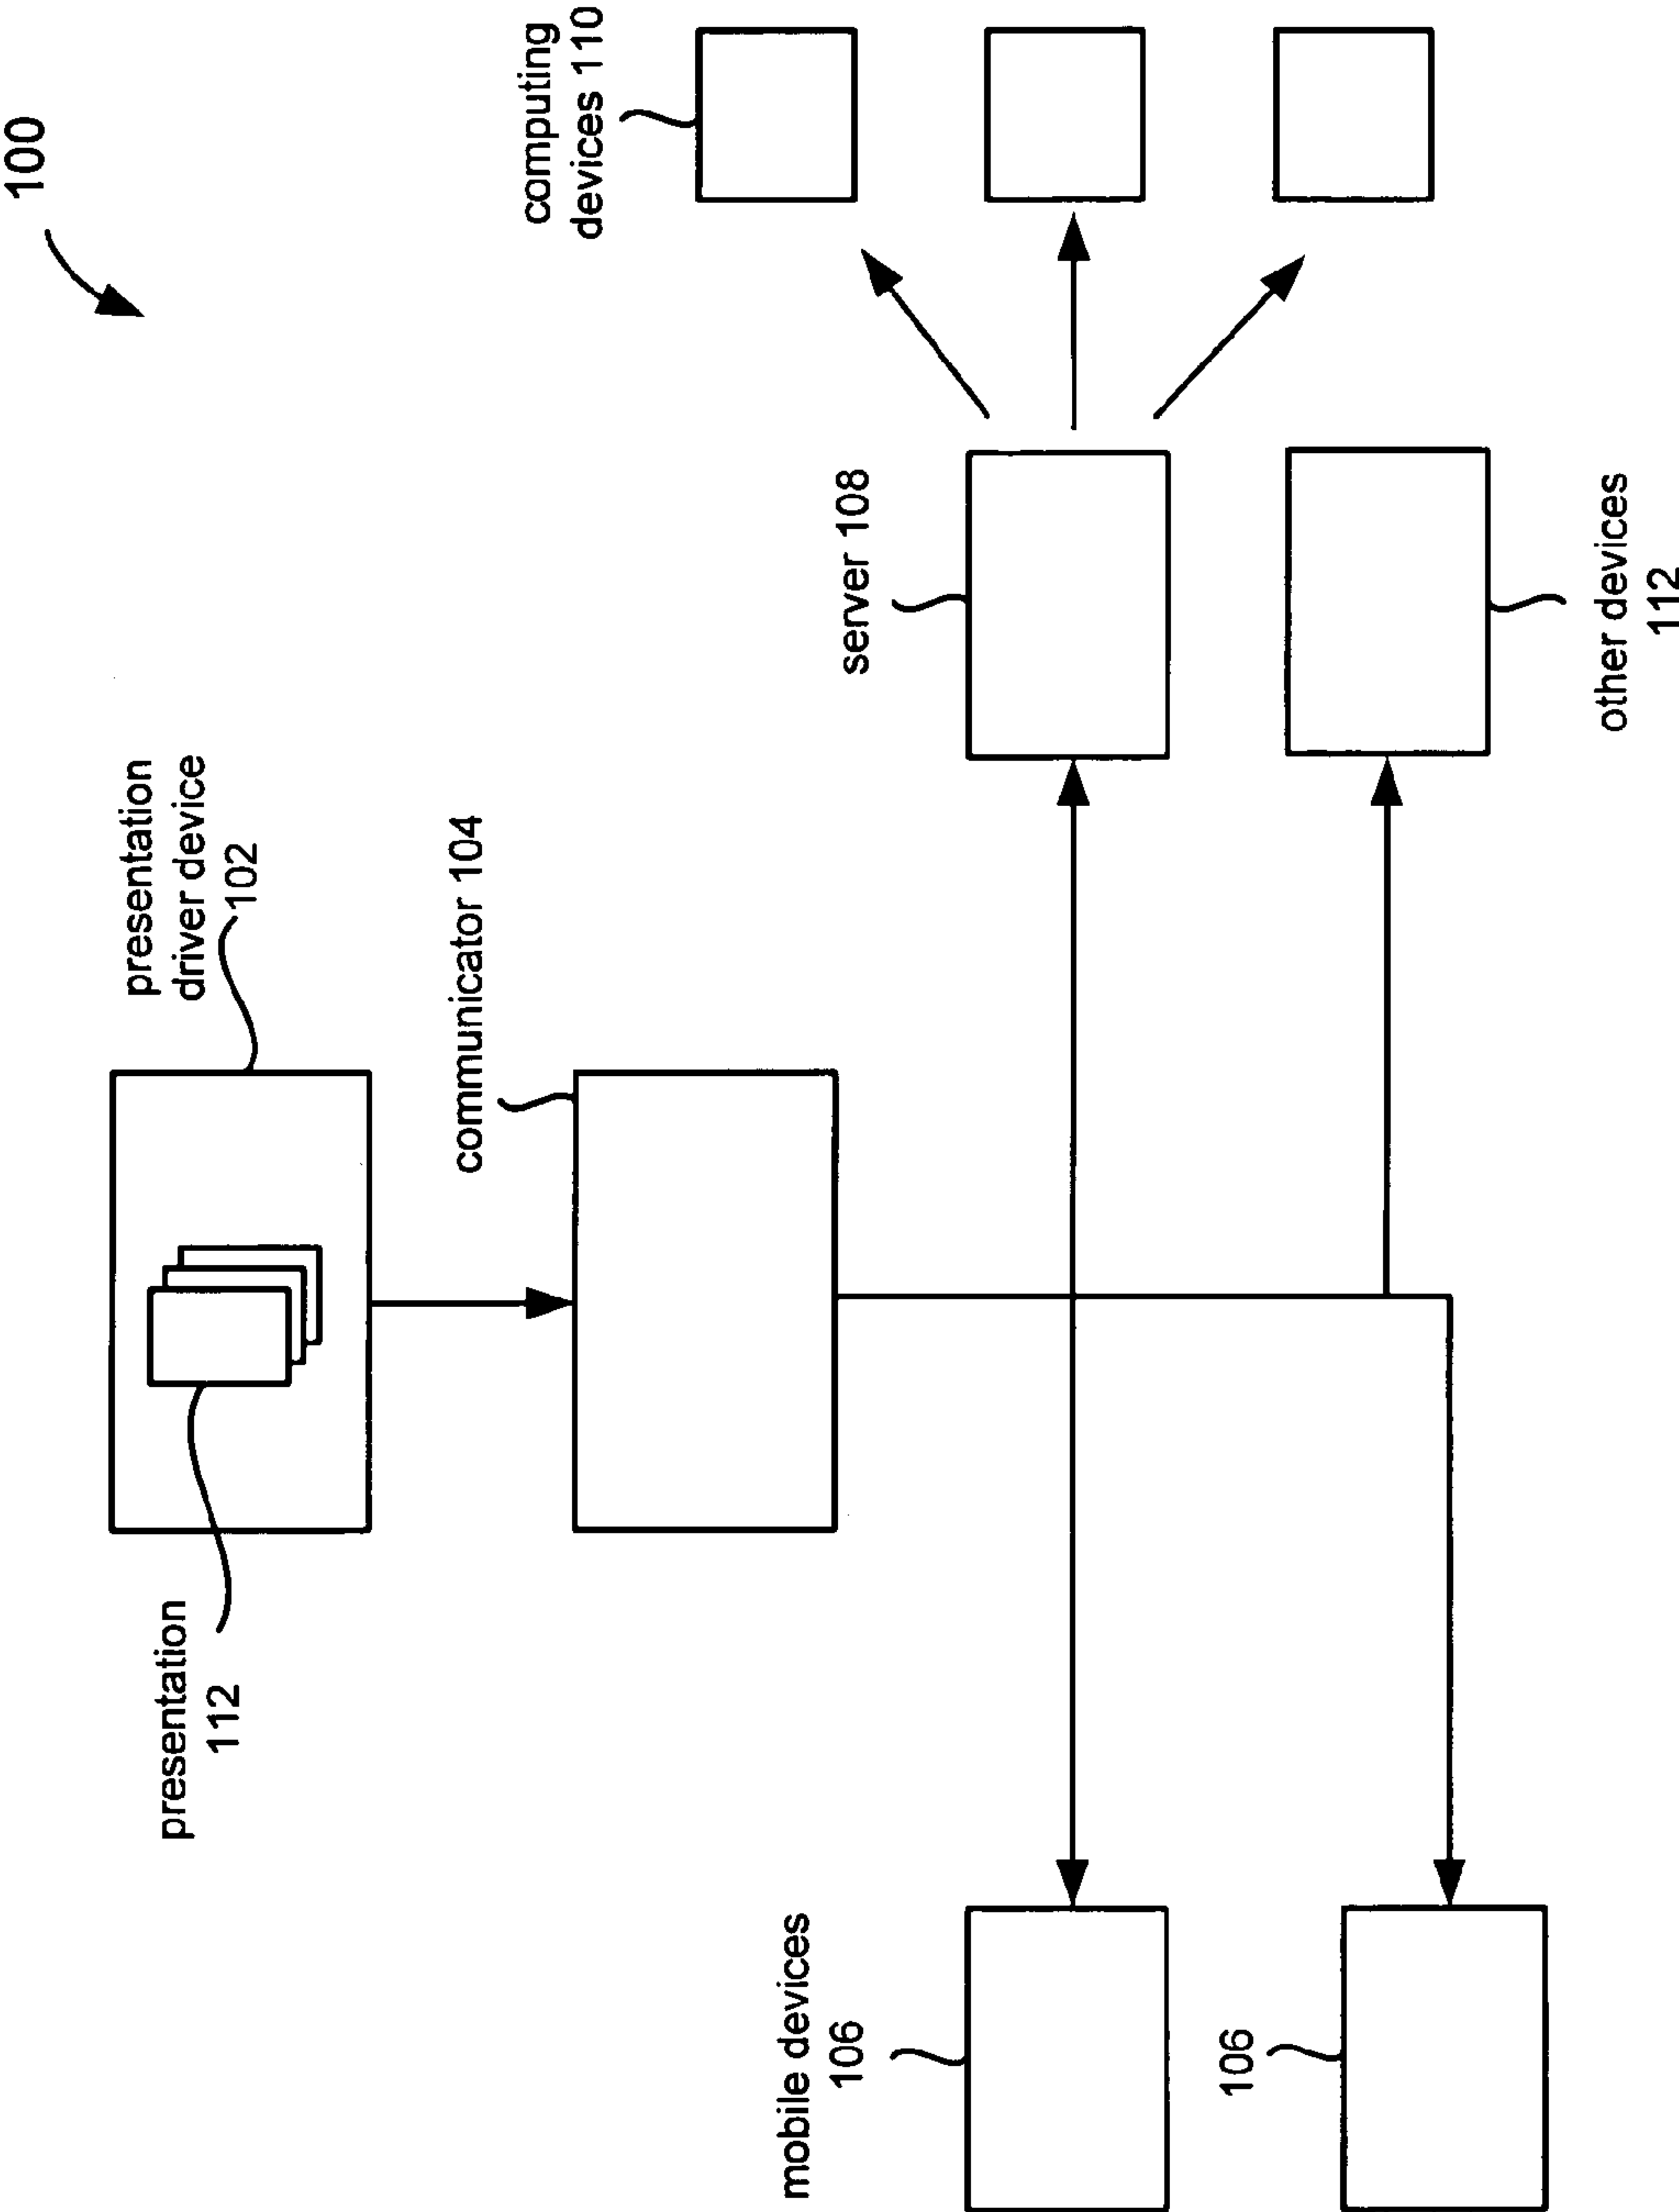 100
presentation
driver device
102
presentation
112
communicator 104
computing
devices 110
mobile devices
106
server 108
106
other devices
112